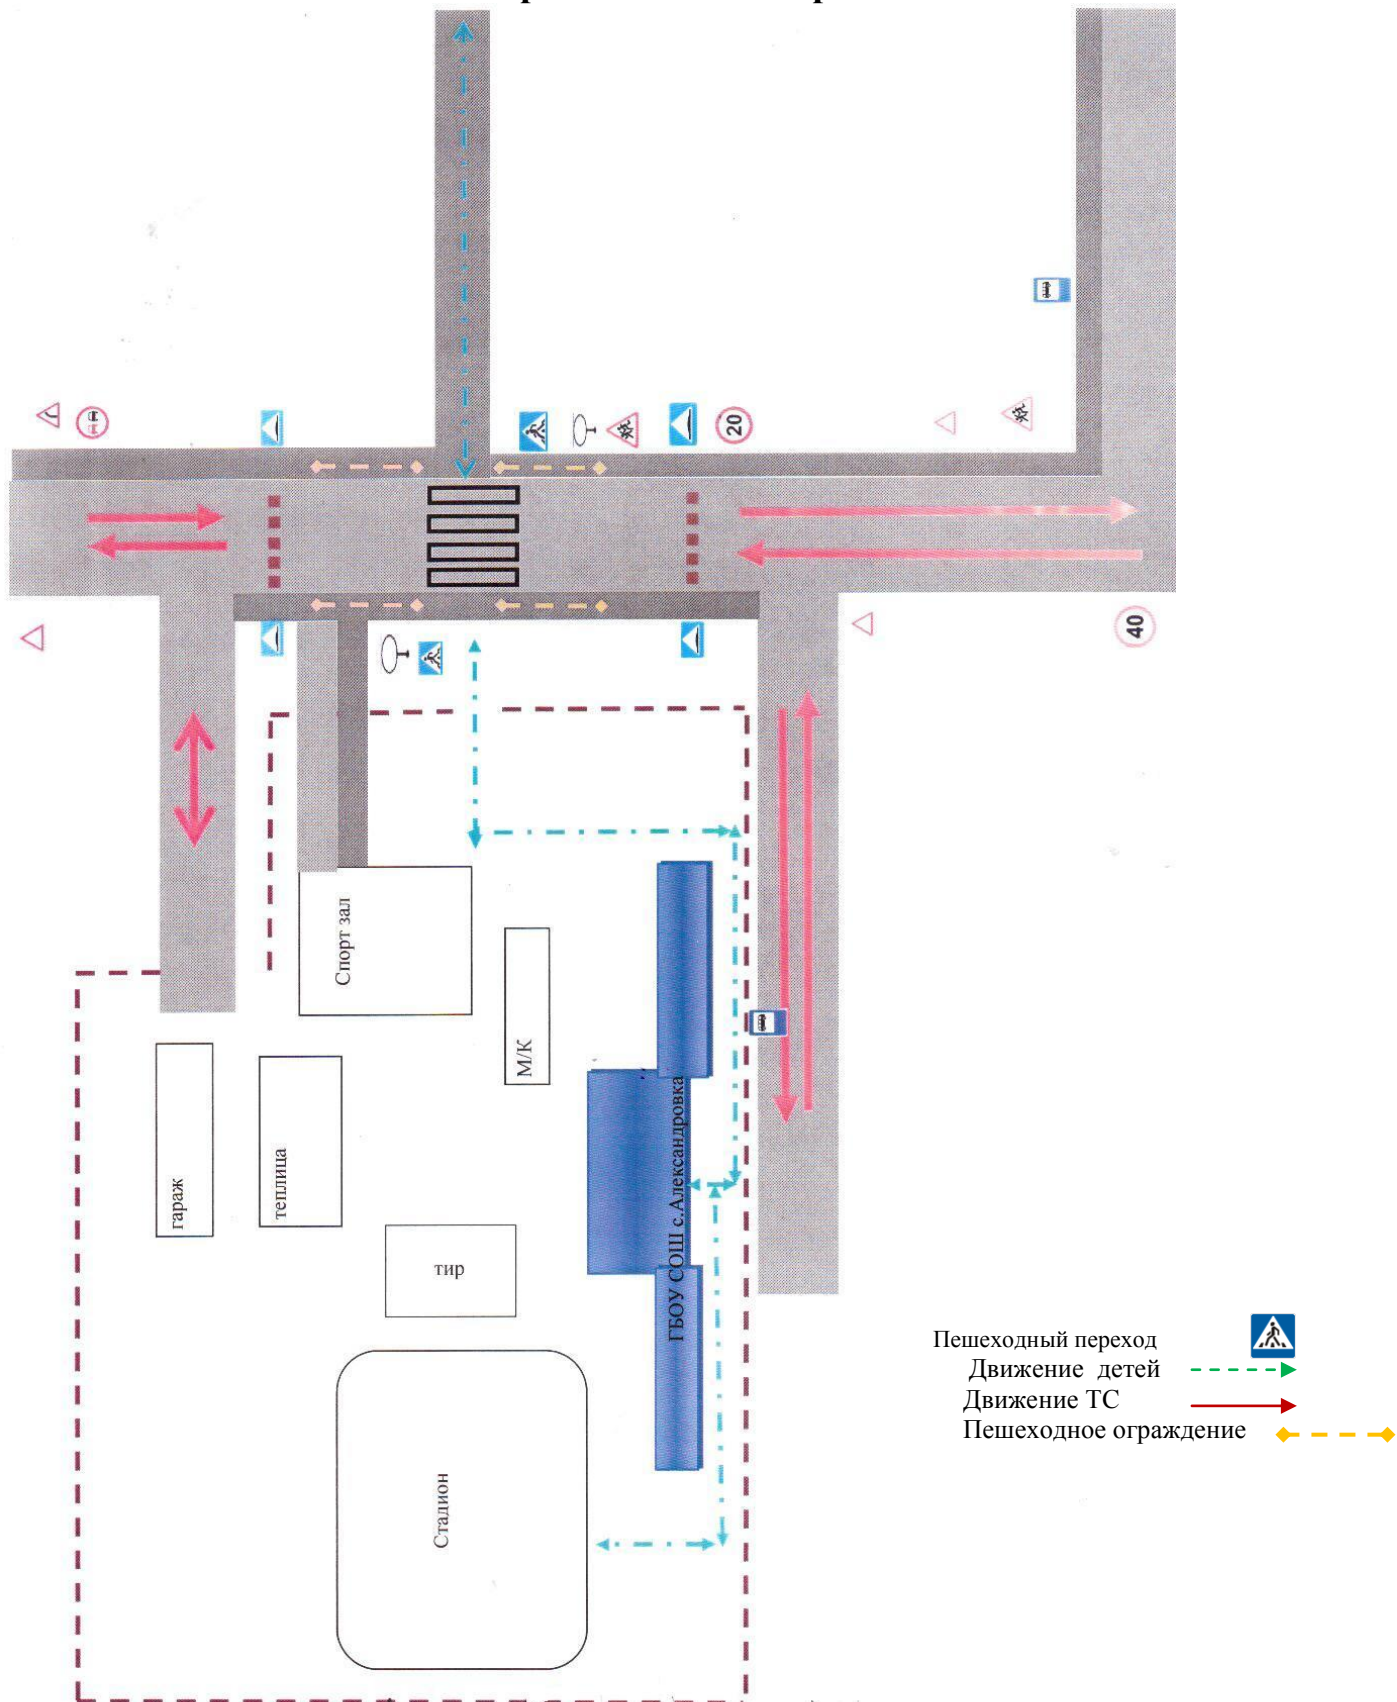 20
40
Спорт зал
М/К
гараж
теплица
тир
ГБОУ СОШ с.Александровка
Стадион
Пешеходный переход
Движение детей
Движение ТС
Пешеходное ограждение